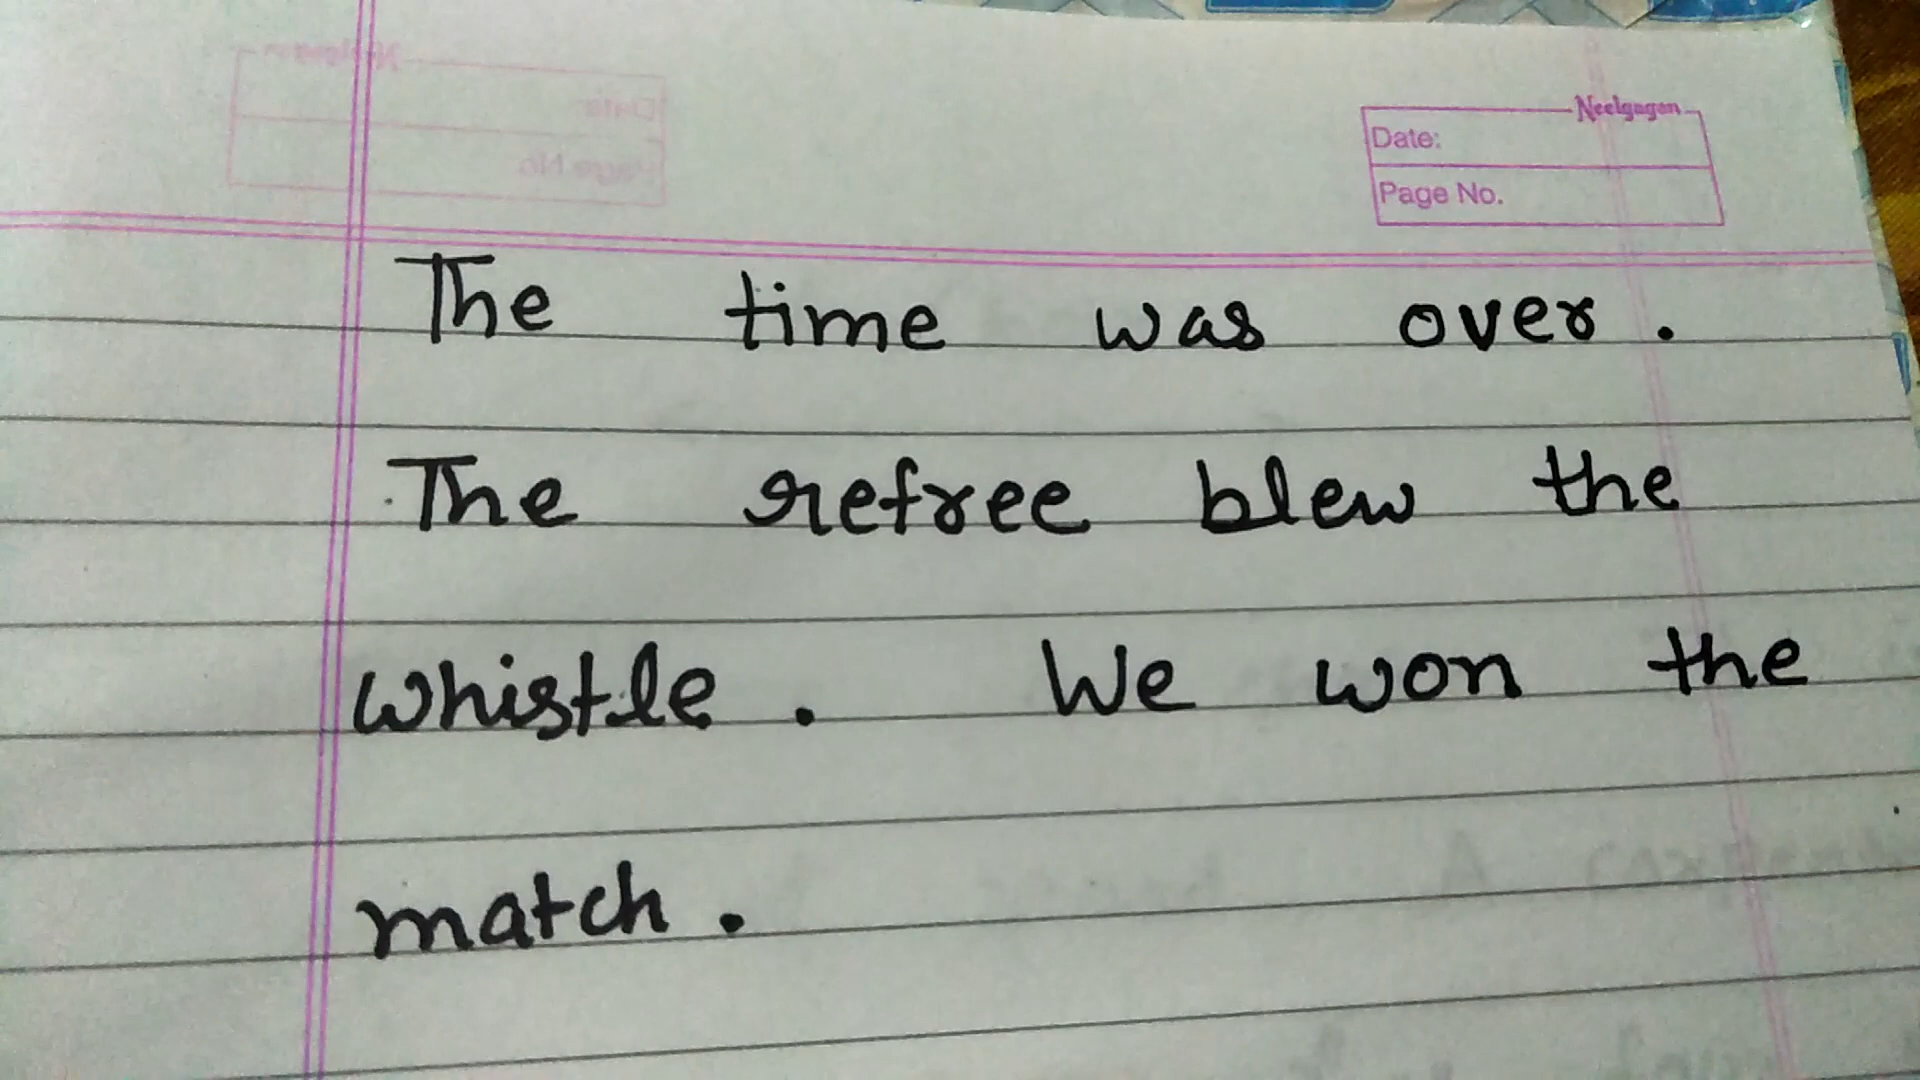 Neelgagan
Date:
Page No.
The time was over.
The refree blew the
whistle. We won the
match.